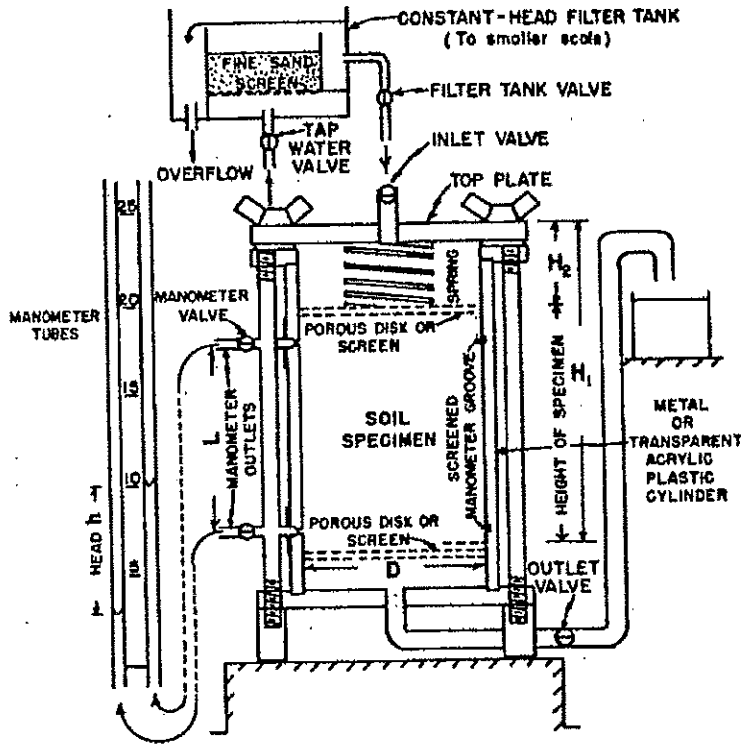 CONSTANT-HEAD FILTER TANK
(To smaller scale)
FINE SAND
SCREEN
FILTER TANK VALVE
TAP
WATER
VALVE
INLET VALVE
OVERFLOW
TOP PLATE
25
20
15
10
5
MANOMETER
TUBES
MANOMETER
VALVE
SPRING
POROUS DISK OR
SCREEN
H₂
H₁
HEIGHT OF SPECIMEN
L
MANOMETER
OUTLETS
SOIL
SPECIMEN
SCREENED
MANOMETER GROOVE
METAL
OR
TRANSPARENT
ACRYLIC
PLASTIC
CYLINDER
HEAD h
POROUS DISK OR
SCREEN
D
OUTLET
VALVE